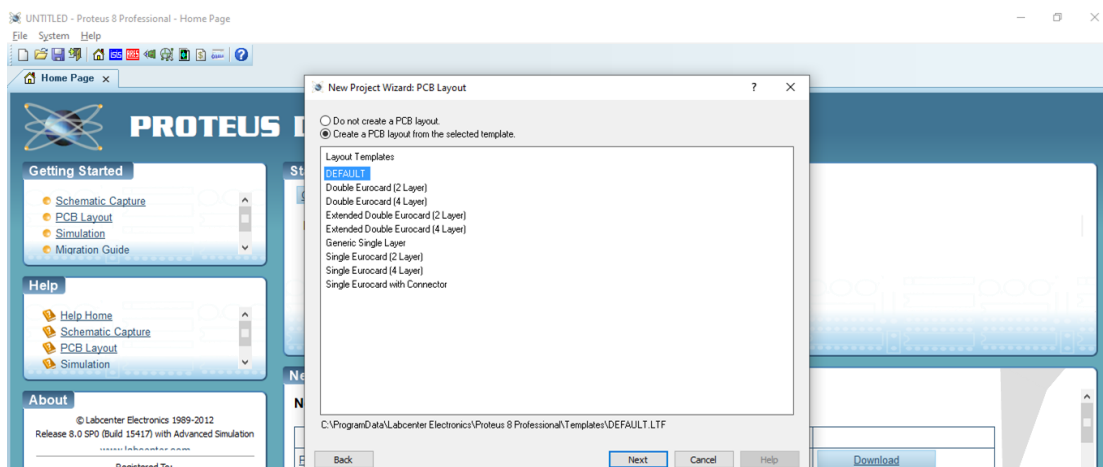 UNTITLED - Proteus 8 Professional - Home Page
File System Help
Home Page x
New Project Wizard: PCB Layout
?
PROTEUS
Do not create a PCB layout.
Create a PCB layout from the selected template.
Layout Templates
DEFAULT
Double Eurocard (2 Layer)
Double Eurocard (4 Layer)
Extended Double Eurocard (2 Layer)
Extended Double Eurocard (4 Layer)
Generic Single Layer
Single Eurocard (2 Layer)
Single Eurocard (4 Layer)
Single Eurocard with Connector
C:\ProgramData\Labcenter Electronics\Proteus 8 Professional\Templates\DEFAULT.LTF
Back Next Cancel Help
Getting Started
Schematic Capture
PCB Layout
Simulation
Migration Guide
Help
Help Home
Schematic Capture
PCB Layout
Simulation
About
© Labcenter Electronics 1989-2012
Release 8.0 SP0 (Build 15417) with Advanced Simulation
St
Ne
N
Download